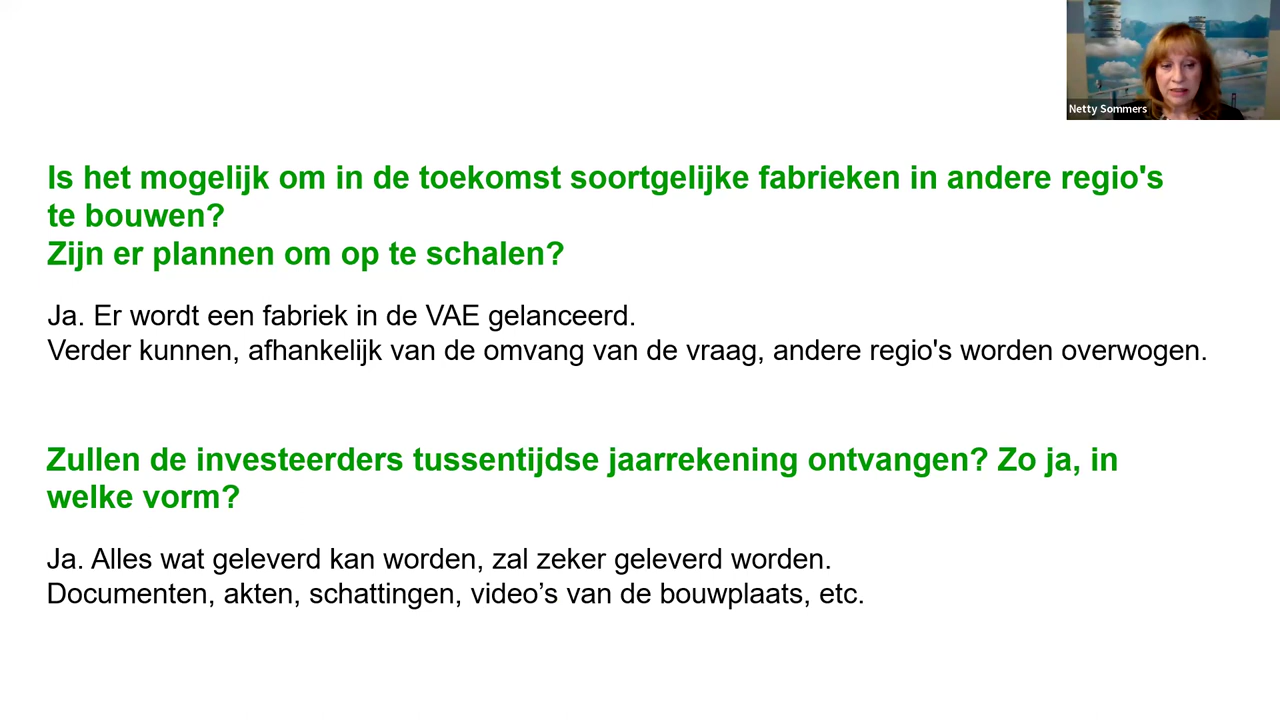 Netty Sommers
Is het mogelijk om in de toekomst soortgelijke fabrieken in andere regio's
te bouwen?
Zijn er plannen om op te schalen?
Ja. Er wordt een fabriek in de VAE gelanceerd.
Verder kunnen, afhankelijk van de omvang van de vraag, andere regio's worden overwogen.
Zullen de investeerders tussentijdse jaarrekening ontvangen? Zo ja, in
welke vorm?
Ja. Alles wat geleverd kan worden, zal zeker geleverd worden.
Documenten, akten, schattingen, video’s van de bouwplaats, etc.